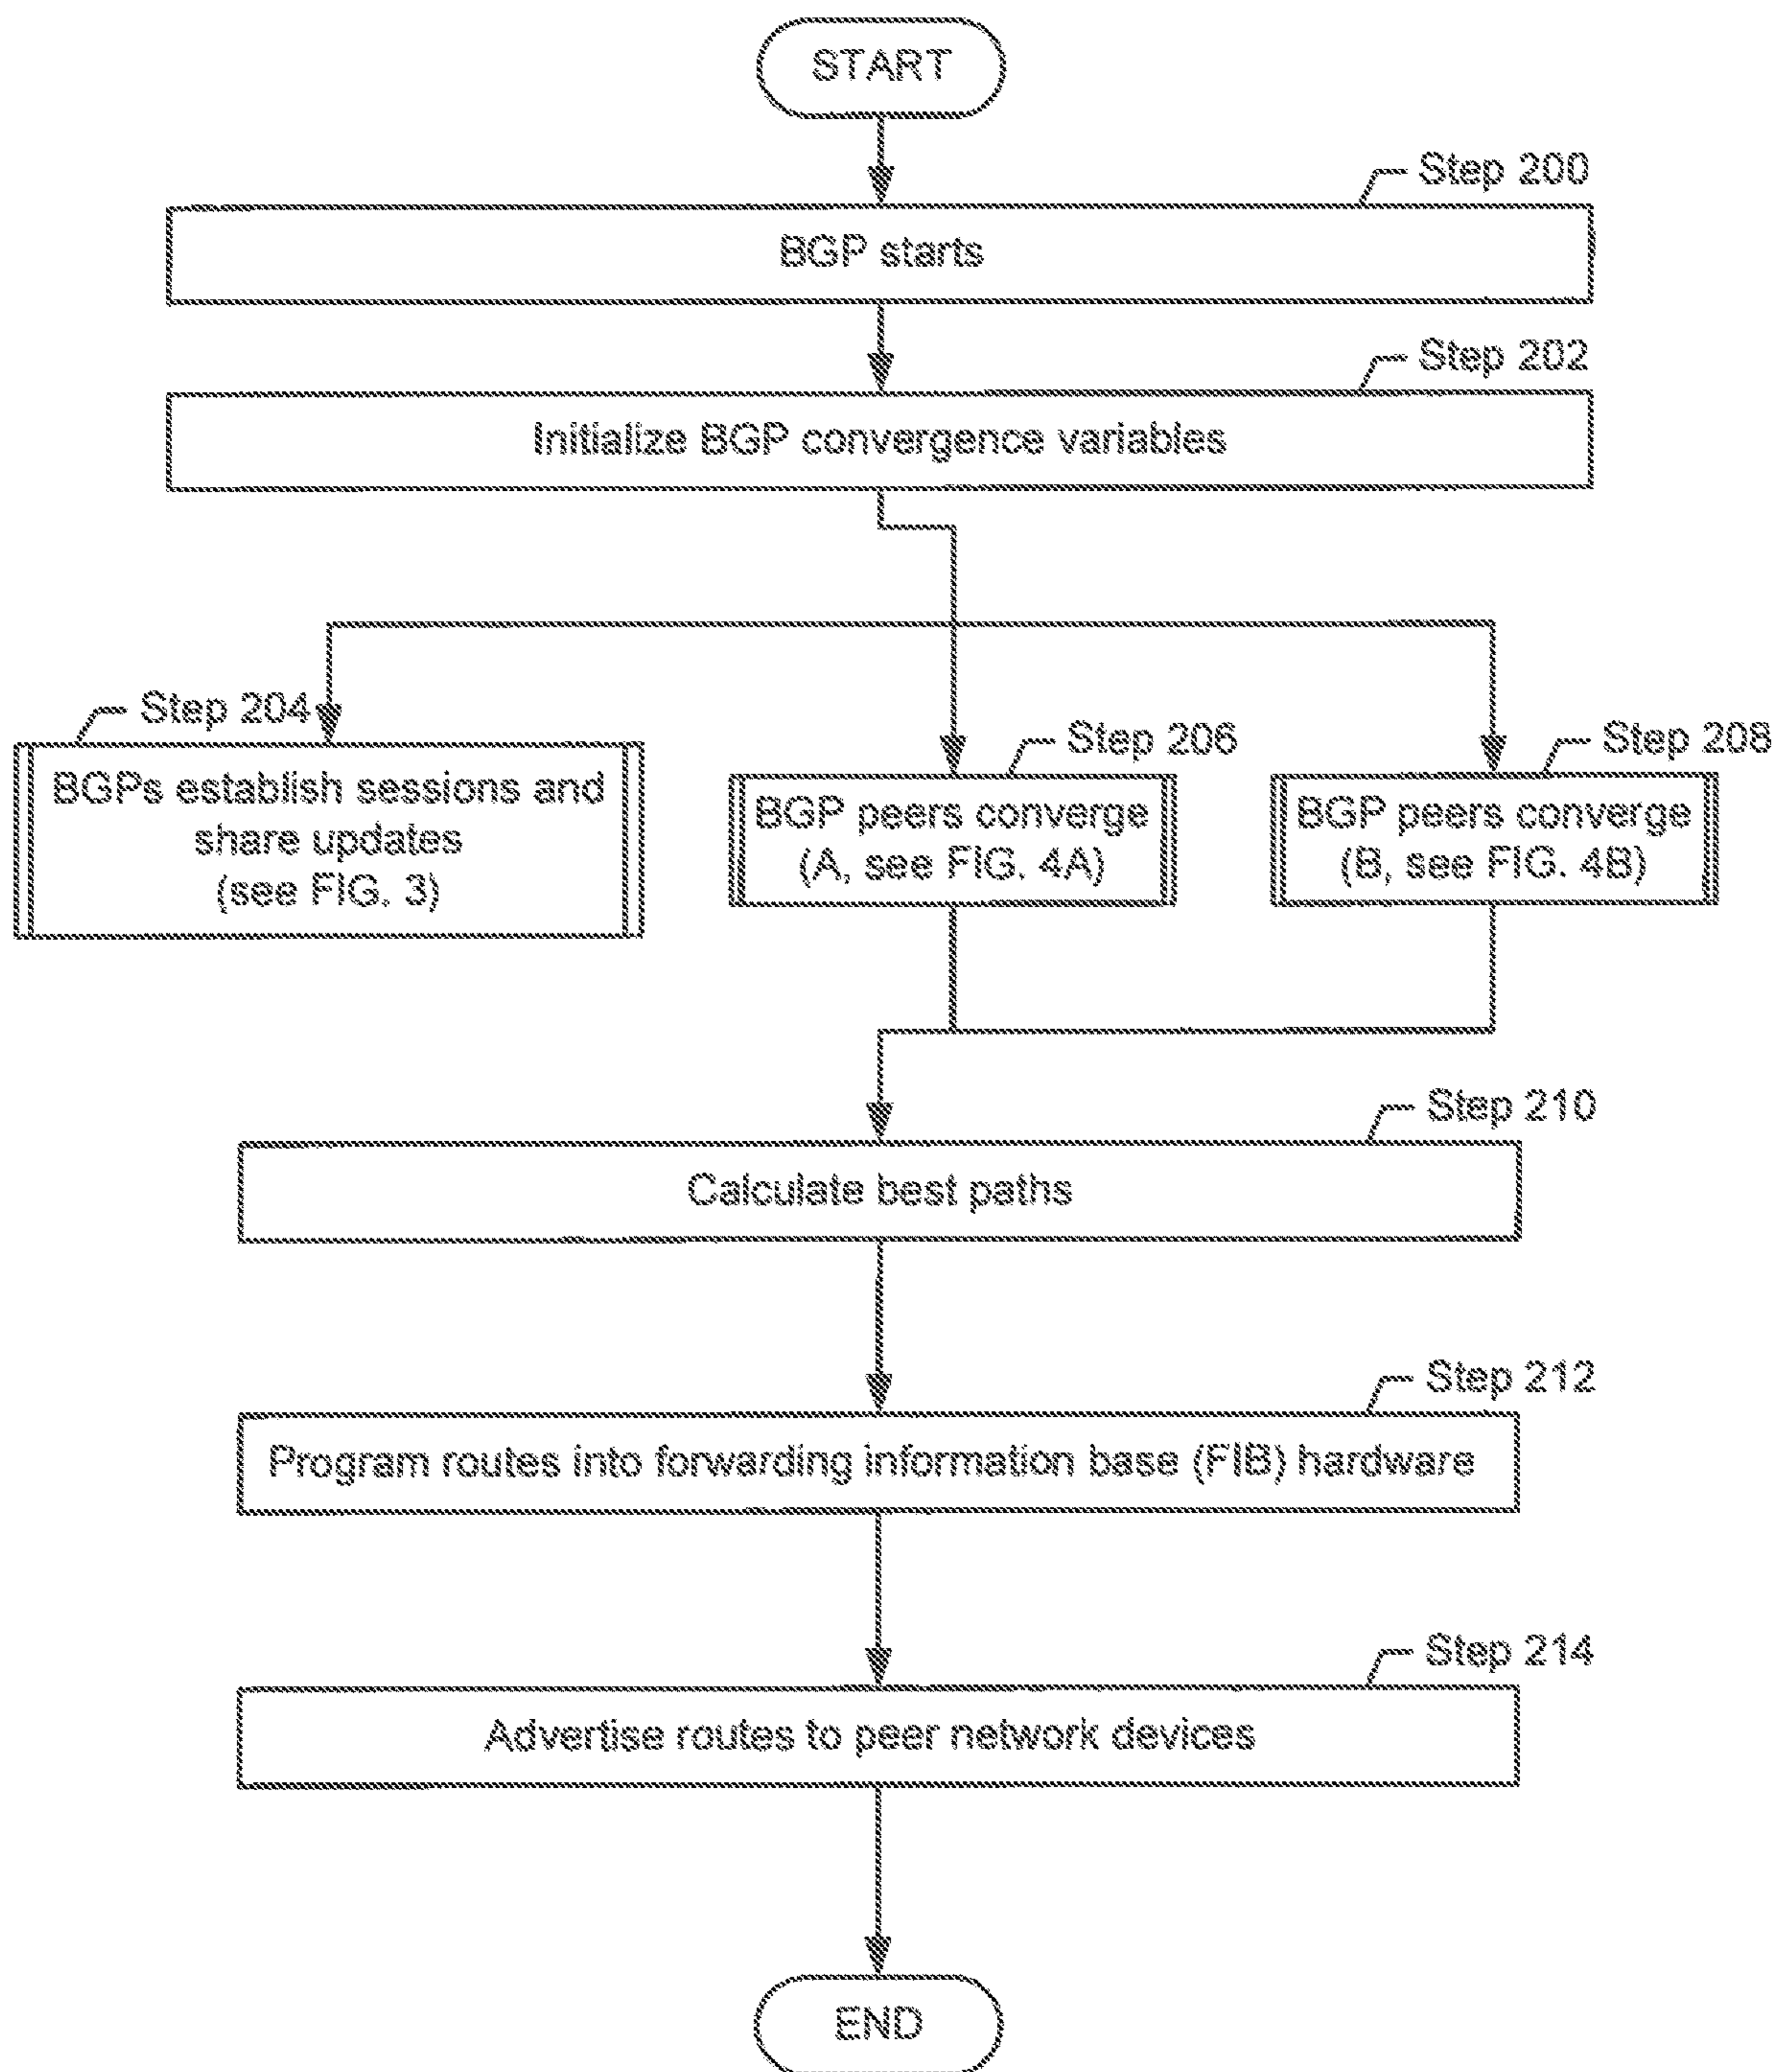 START
Step 200
BGP starts
Step 202
Initialize BGP convergence variables
Step 204
BGPs establish sessions and
share updates
(see FIG. 3)
Step 206
BGP peers converge
(A, see FIG. 4A)
Step 208
BGP peers converge
(B, see FIG. 4B)
Step 210
Calculate best paths
Step 212
Program routes into forwarding information base (FIB) hardware
Step 214
Advertise routes to peer network devices
END